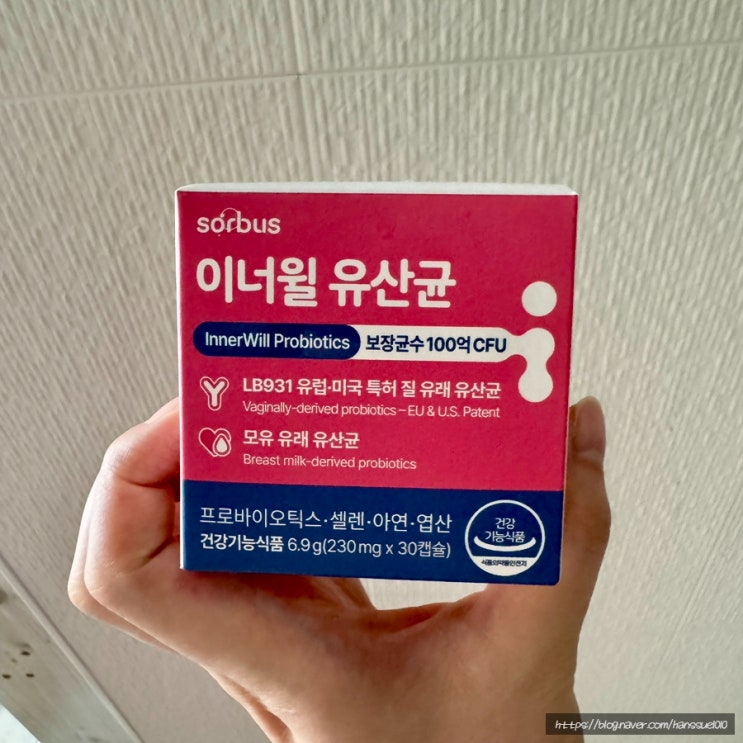 sorbus
이너윌 유산균
InnerWill Probiotics 보장균수 100억 CFU
LB931 유럽·미국 특허 질 유래 유산균
Vaginally-derived probiotics – EU & U.S. Patent
모유 유래 유산균
Breast milk-derived probiotics
프로바이오틱스·셀렌·아연·엽산
건강기능식품 6.9g(230mg x 30캡슐)
건강
기능식품
식품의약품안전처
https://blog.naver.com/hanssue1010